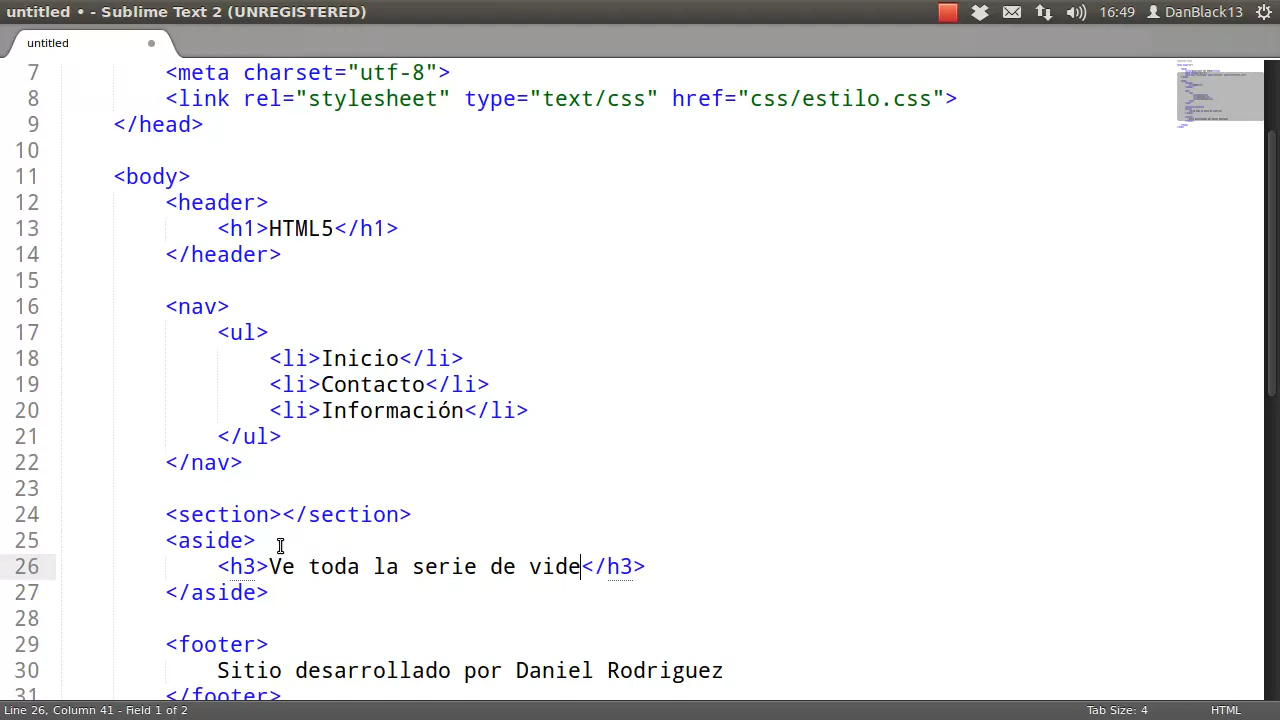 untitled • - Sublime Text 2 (UNREGISTERED)
16:49 DanBlack13
untitled
7 <meta charset="utf-8">
8 <link rel="stylesheet" type="text/css" href="css/estilo.css">
9 </head>
10
11 <body>
12 <header>
13 <h1>HTML5</h1>
14 </header>
15
16 <nav>
17 <ul>
18 <li>Inicio</li>
19 <li>Contacto</li>
20 <li>Información</li>
21 </ul>
22 </nav>
23
24 <section></section>
25 <aside>
26 <h3>Ve toda la serie de vide</h3>
27 </aside>
28
29 <footer>
30 Sitio desarrollado por Daniel Rodriguez
31 </footer>
Line 26, Column 41 - Field 1 of 2 Tab Size: 4 HTML